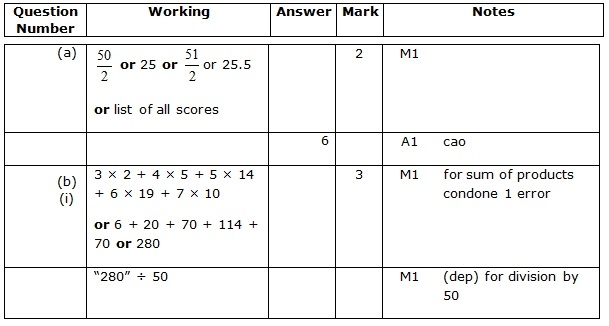 Question Number Working Answer Mark Notes
(a) 50/2 or 25 or 51/2 or 25.5 2 M1
or list of all scores
6 A1 cao
(b) (i) 3 × 2 + 4 × 5 + 5 × 14 3 M1 for sum of products
+ 6 × 19 + 7 × 10 condone 1 error
or 6 + 20 + 70 + 114 +
70 or 280
“280” ÷ 50 M1 (dep) for division by
50